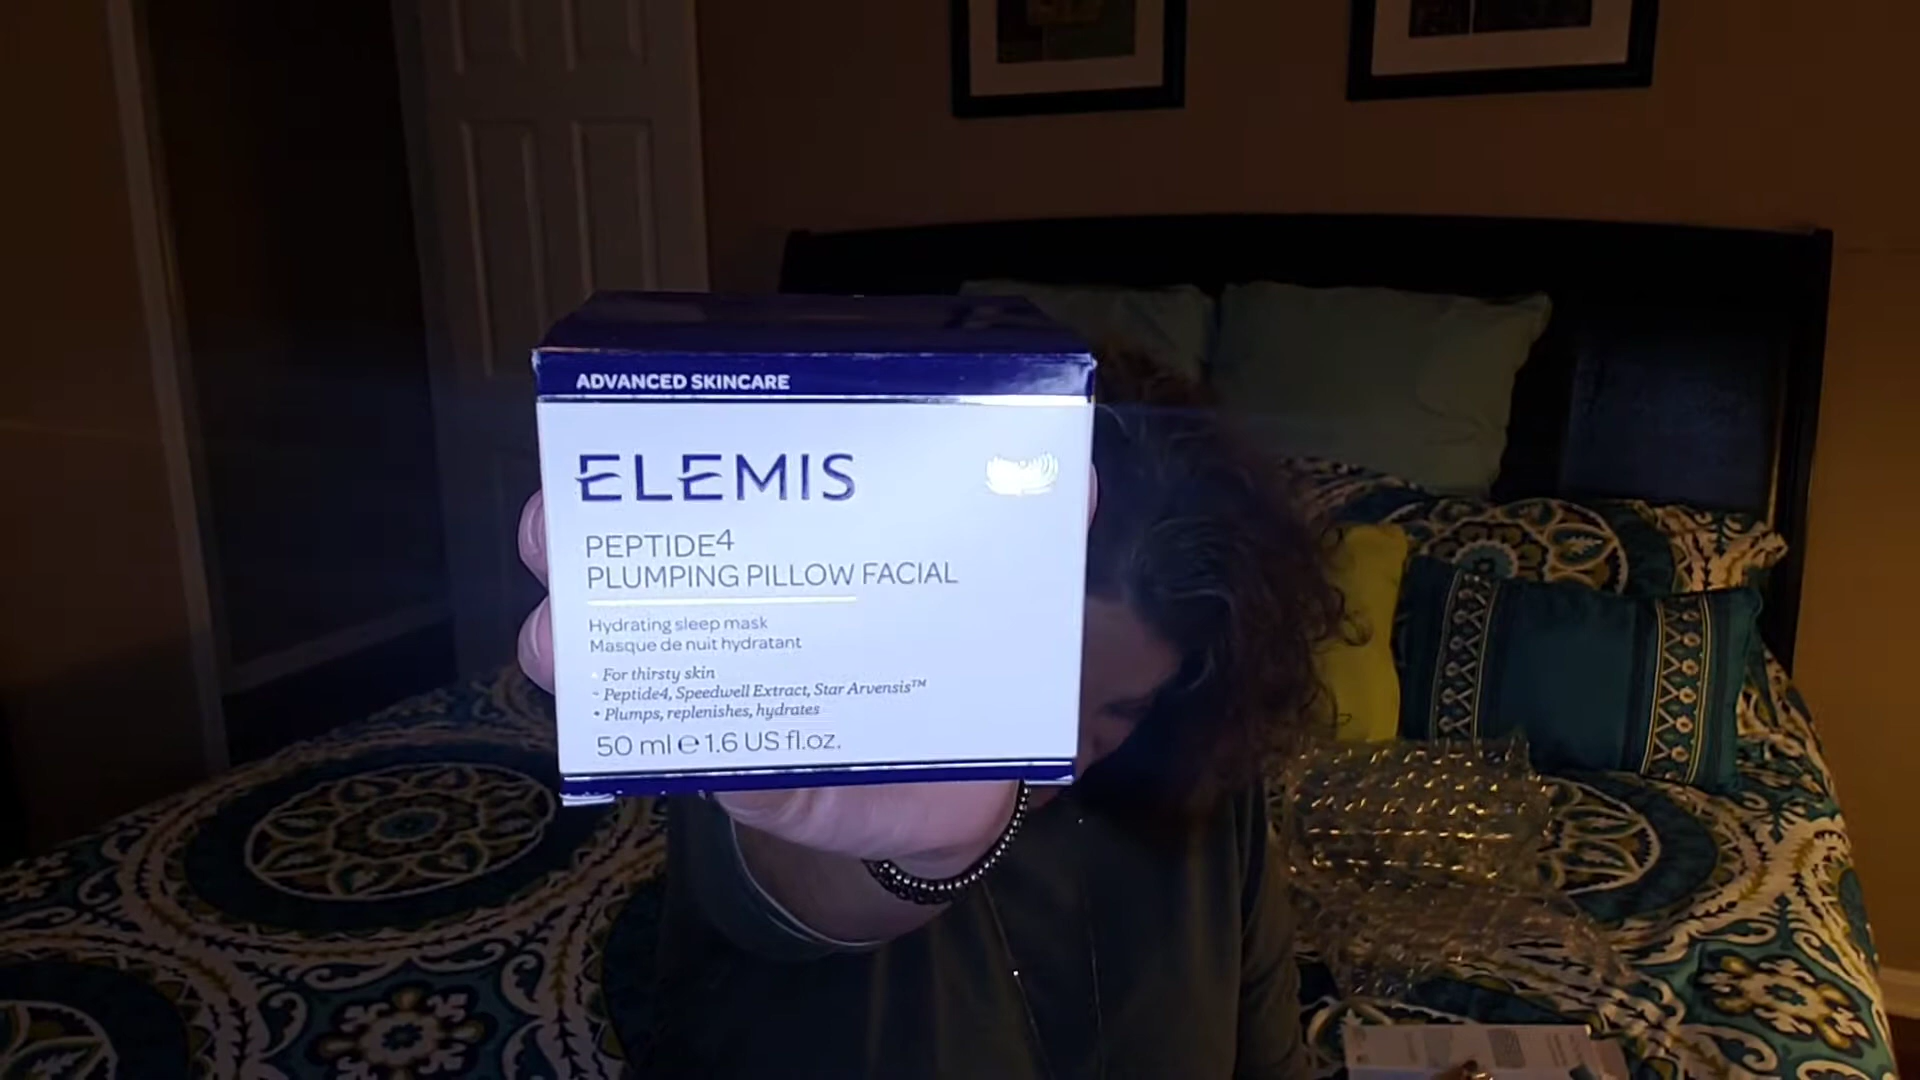 ADVANCED SKINCARE
ELEMIS
PEPTIDE4
PLUMPING PILLOW FACIAL
Hydrating sleep mask
Masque de nuit hydratant
• For thirsty skin
• Peptide4, Speedwell Extract, Star Arvensis™
• Plumps, replenishes, hydrates
50 ml ℮ 1.6 US fl.oz.